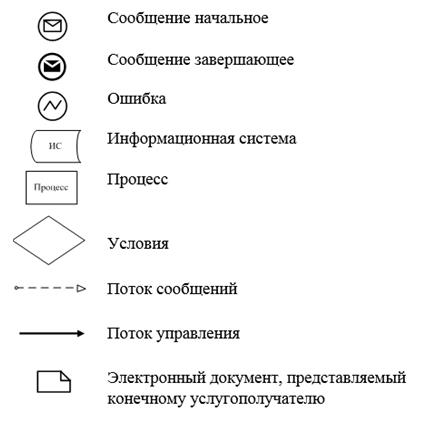 Сообщение начальное
Сообщение завершающее
Ошибка
ИС
Информационная система
Процесс
Процесс
Условия
Поток сообщений
Поток управления
Электронный документ, представляемый
конечному услугополучателю